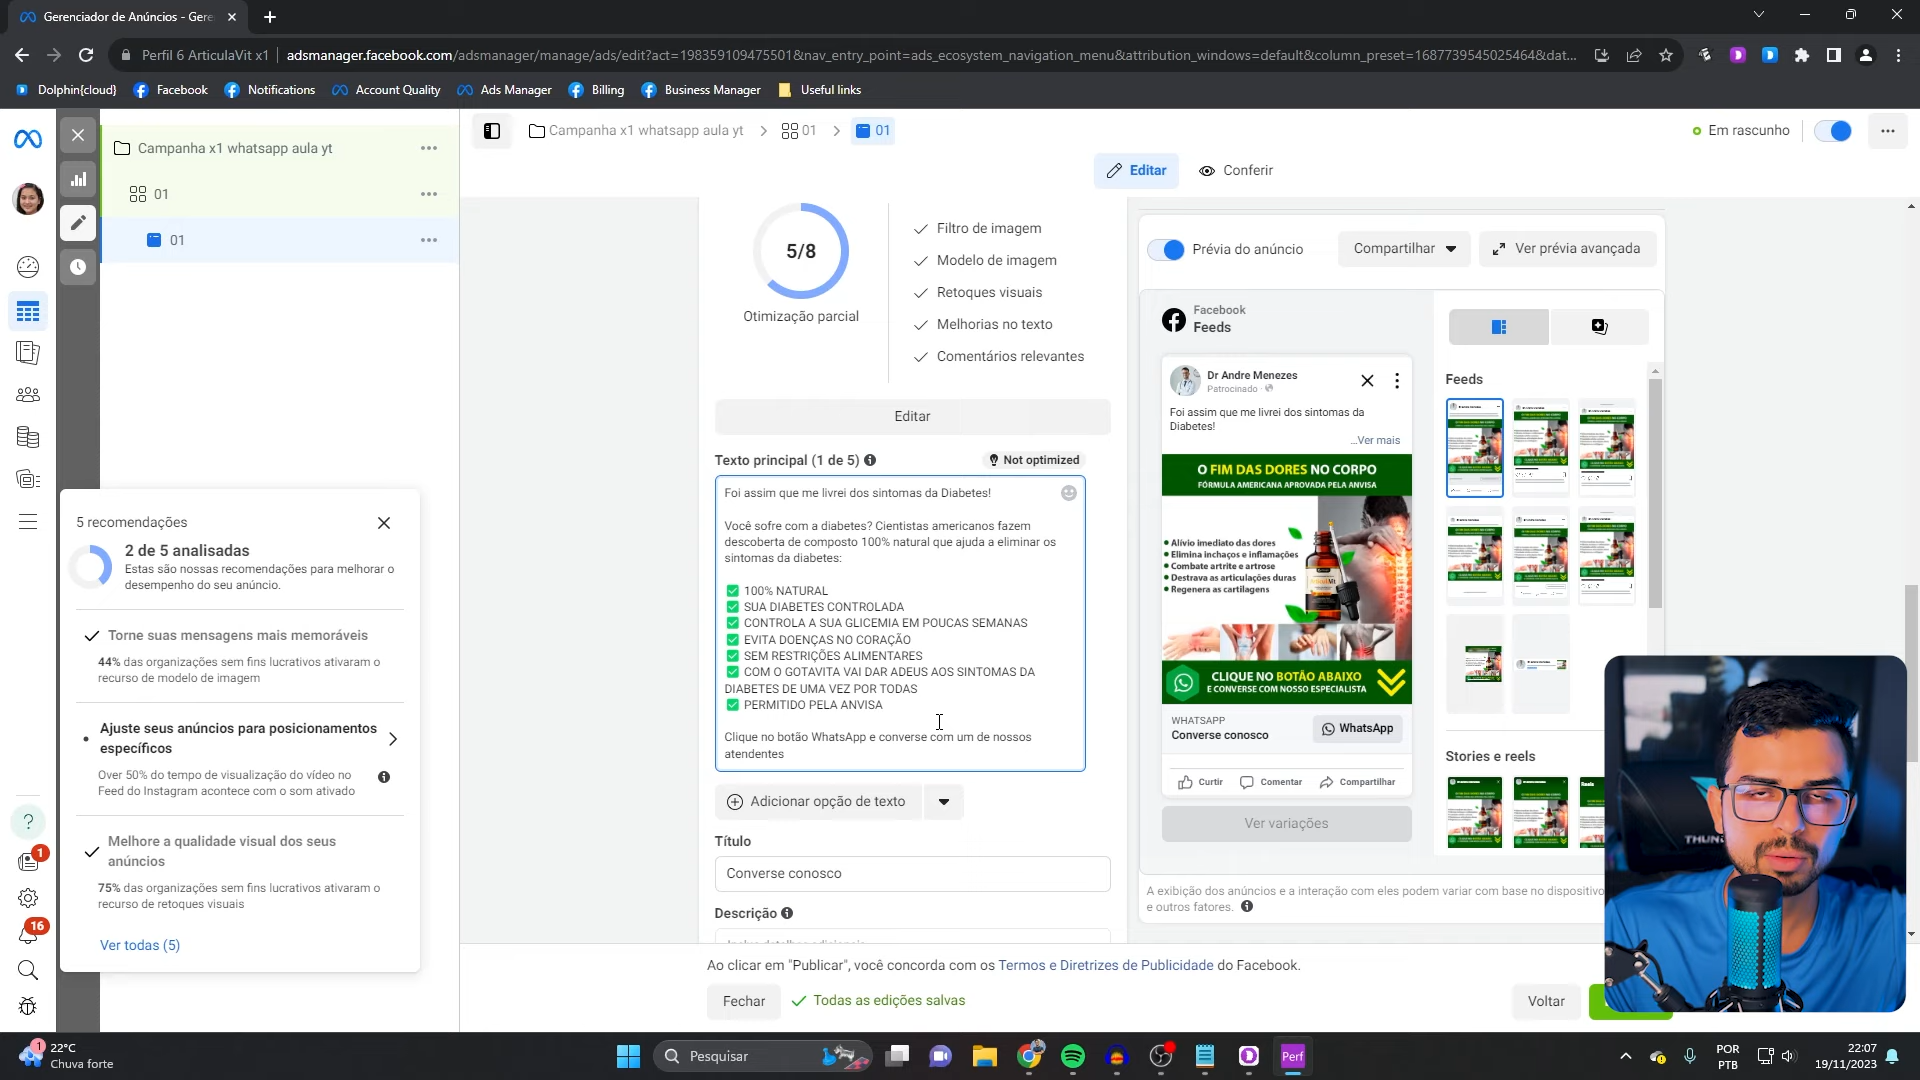 Gerenciador de Anúncios - Gere
Perfil 6 ArticulaVit x1
adsmanager.facebook.com/adsmanager/manage/ads/edit?act=198359109475501&nav_entry_point=ads_ecosystem_navigation_menu&attribution_windows=default&column_preset=1687739545025464&dat...
Dolphin{cloud} Facebook Notifications Account Quality Ads Manager Billing Business Manager Useful links
Campanha x1 whatsapp aula yt
01
01
Campanha x1 whatsapp aula yt 01 01
Em rascunho
Editar Conferir
5/8
Otimização parcial
Filtro de imagem
Modelo de imagem
Retoques visuais
Melhorias no texto
Comentários relevantes
Editar
Texto principal (1 de 5) Not optimized
Foi assim que me livrei dos sintomas da Diabetes!
Você sofre com a diabetes? Cientistas americanos fazem
descoberta de composto 100% natural que ajuda a eliminar os
sintomas da diabetes:
✅ 100% NATURAL
✅ SUA DIABETES CONTROLADA
✅ CONTROLA A SUA GLICEMIA EM POUCAS SEMANAS
✅ EVITA DOENÇAS NO CORAÇÃO
✅ SEM RESTRIÇÕES ALIMENTARES
✅ COM O GOTAVITA VAI DAR ADEUS AOS SINTOMAS DA
DIABETES DE UMA VEZ POR TODAS
✅ PERMITIDO PELA ANVISA
Clique no botão WhatsApp e converse com um de nossos
atendentes
Adicionar opção de texto
Título
Converse conosco
Descrição
5 recomendações
2 de 5 analisadas
Estas são nossas recomendações para melhorar o
desempenho do seu anúncio.
Torne suas mensagens mais memoráveis
44% das organizações sem fins lucrativos ativaram o
recurso de modelo de imagem
Ajuste seus anúncios para posicionamentos
específicos
Over 50% do tempo de visualização do vídeo no
Feed do Instagram acontece com o som ativado
Melhore a qualidade visual dos seus
anúncios
75% das organizações sem fins lucrativos ativaram o
recurso de retoques visuais
Ver todas (5)
1
16
Prévia do anúncio Compartilhar Ver prévia avançada
Facebook
Feeds
Dr Andre Menezes
Patrocinado
Foi assim que me livrei dos sintomas da
Diabetes!
...Ver mais
O FIM DAS DORES NO CORPO
FÓRMULA AMERICANA APROVADA PELA ANVISA
Alívio imediato das dores
Elimina inchaços e inflamações
Combate artrite e artrose
Destrava as articulações duras
Regenera as cartilagens
CLIQUE NO BOTÃO ABAIXO
E CONVERSE COM NOSSO ESPECIALISTA
WHATSAPP
Converse conosco
WhatsApp
Curtir Comentar Compartilhar
Ver variações
Feeds
Stories e reels
A exibição dos anúncios e a interação com eles podem variar com base no dispositivo
e outros fatores.
Ao clicar em "Publicar", você concorda com os Termos e Diretrizes de Publicidade do Facebook.
Fechar Todas as edições salvas
Voltar
1
22°C
Chuva forte
Pesquisar
Perf
POR
PTB
22:07
19/11/2023